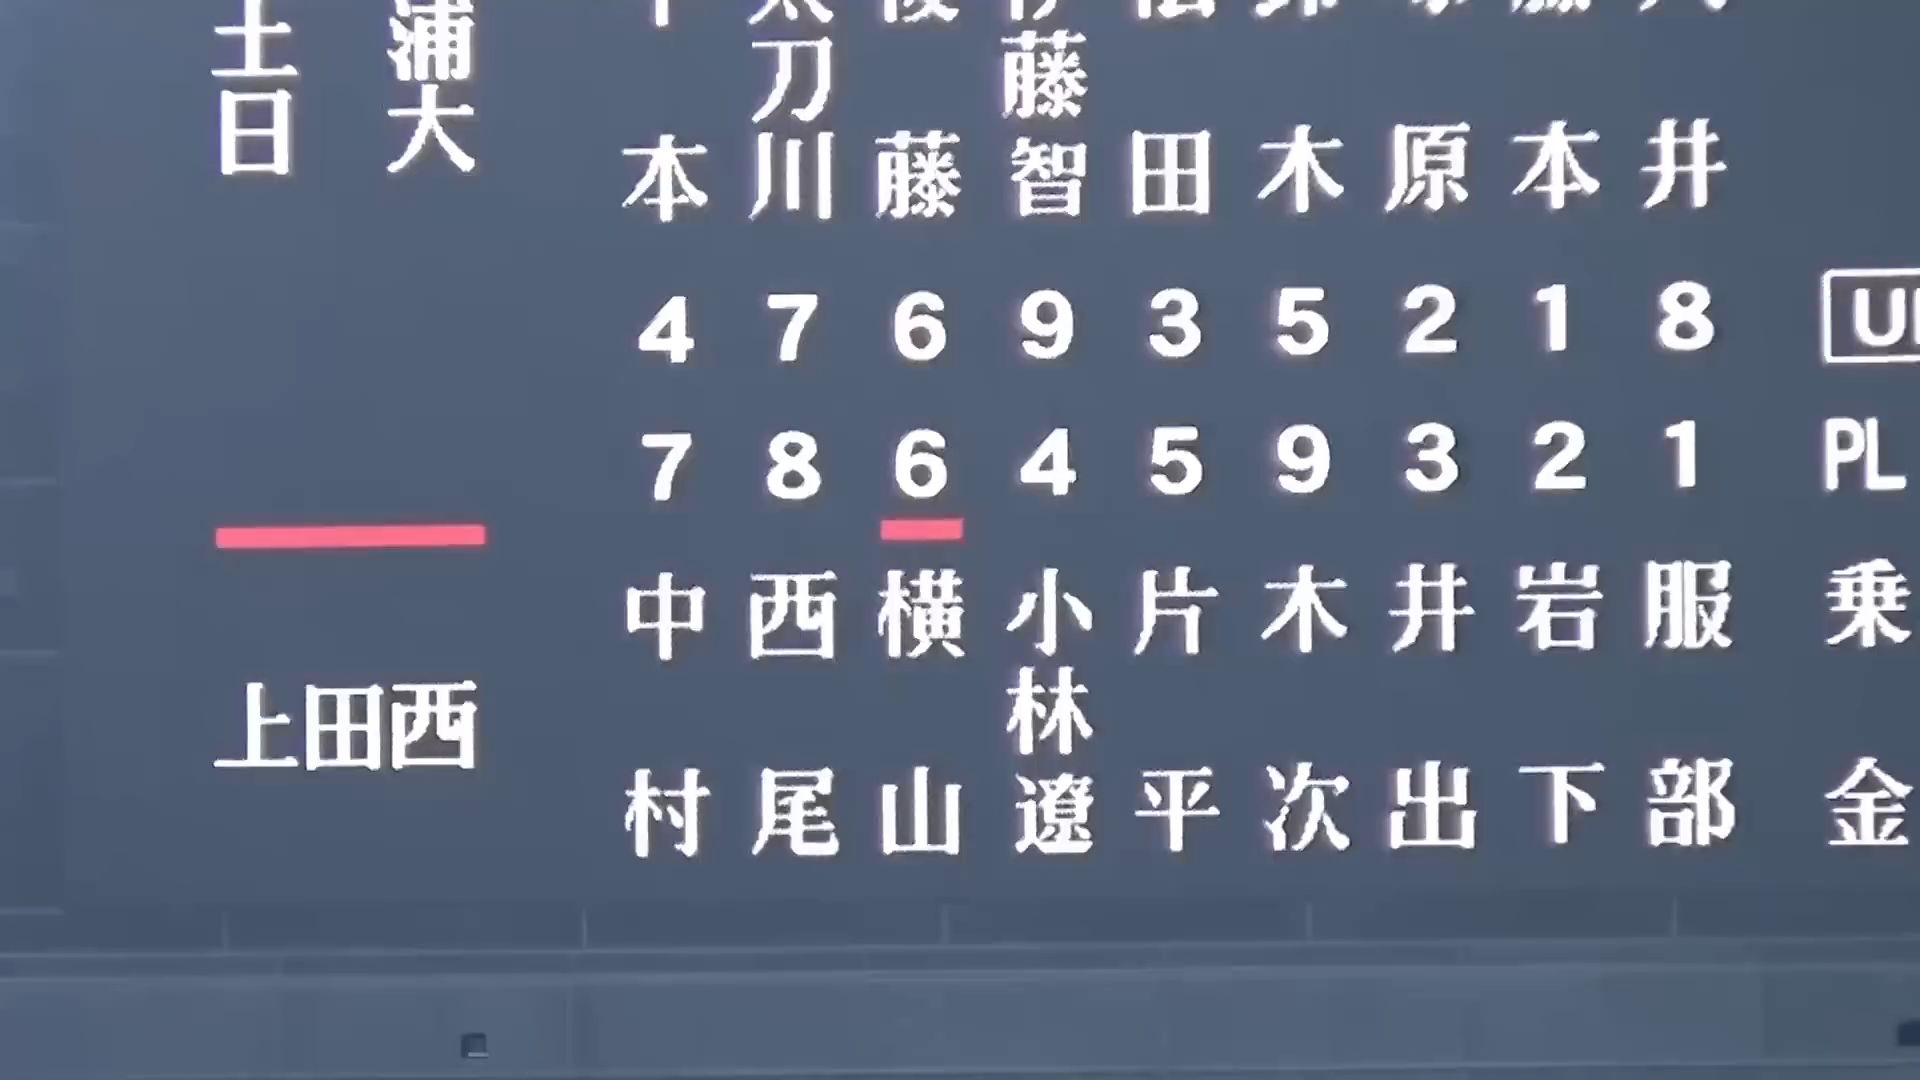 土浦日大
本
太刀川
藤
伊藤智
田
木
原
本
井
4 7 6 9 3 5 2 1 8
7 8 6 4 5 9 3 2 1 PL
上田西
中村
西尾
横山
小林遼
片平
木次
井出
岩下
服部
乗金